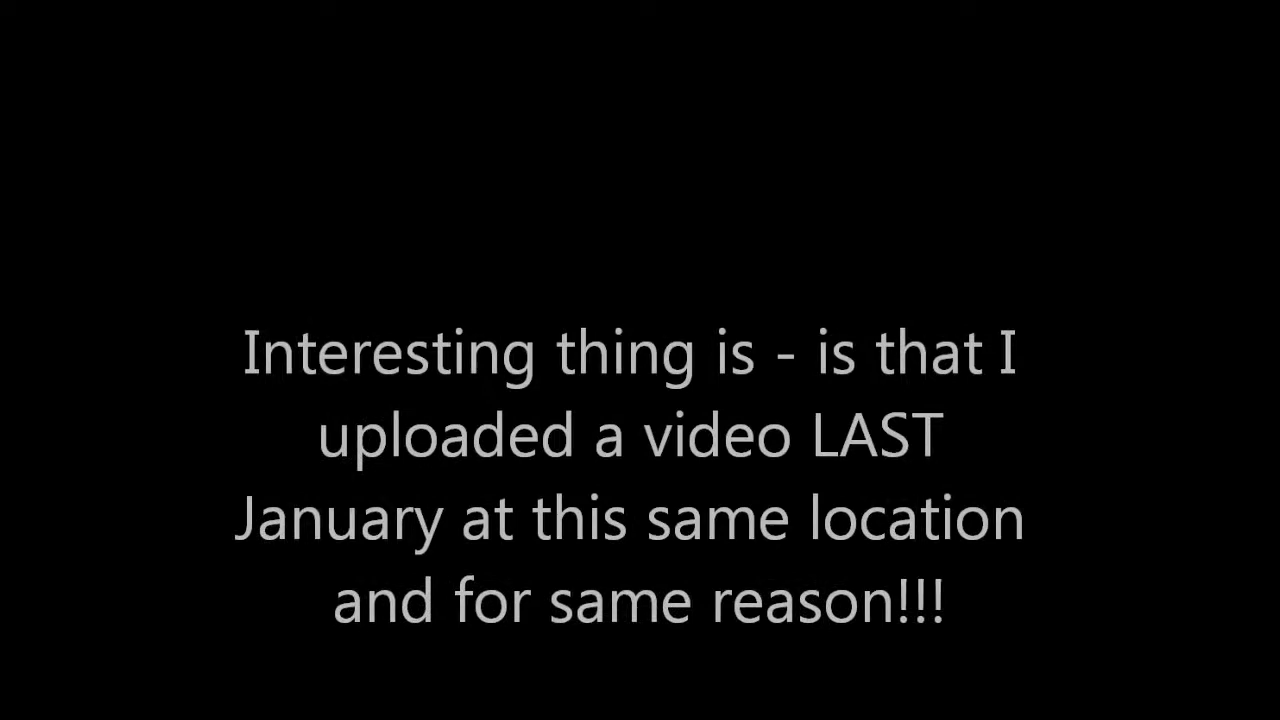 Interesting thing is - is that I
uploaded a video LAST
January at this same location
and for same reason!!!